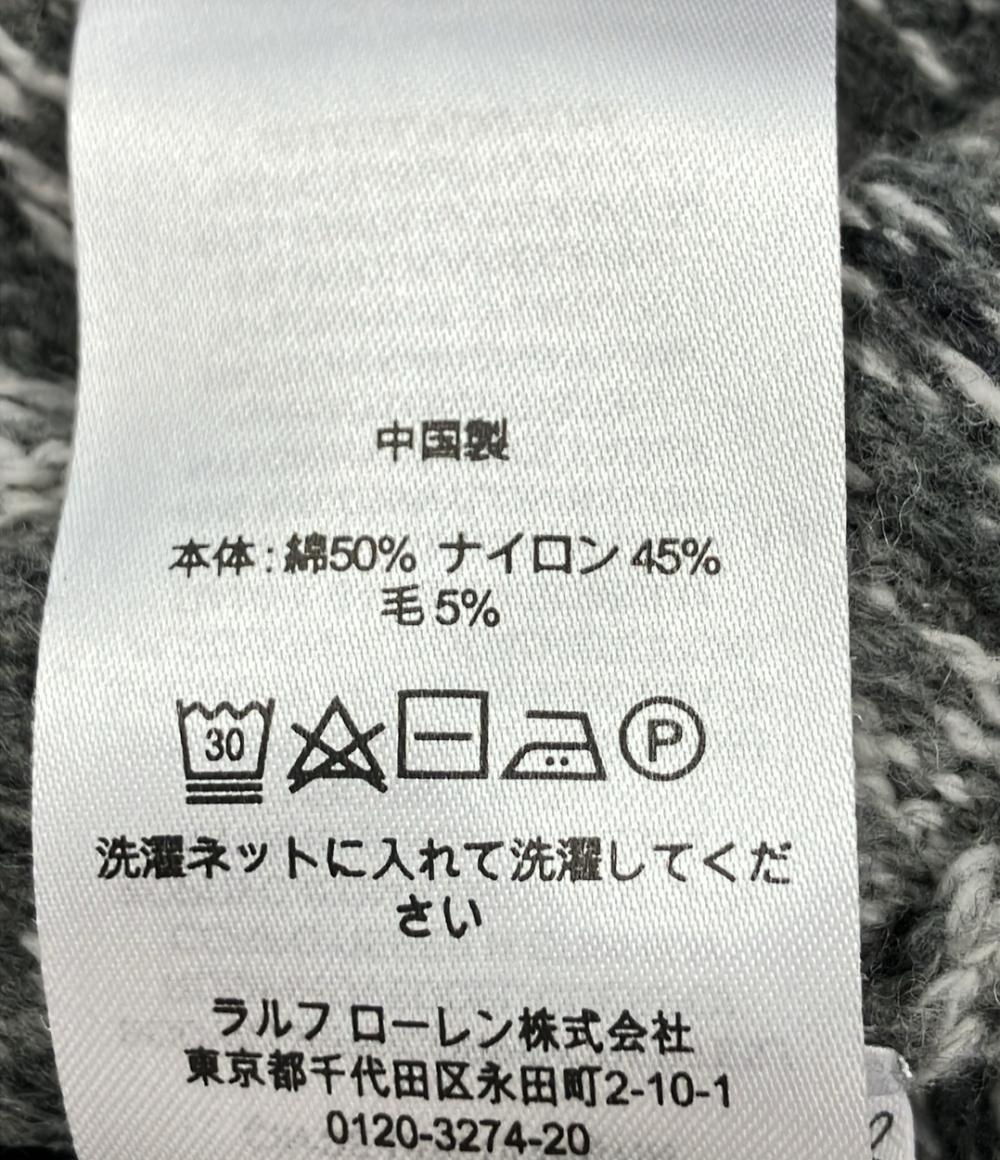 中国製
本体:綿50% ナイロン45%
毛5%
30
P
洗濯ネットに入れて洗濯してくだ
さい
ラルフ ローレン株式会社
東京都千代田区永田町2-10-1
0120-3274-20